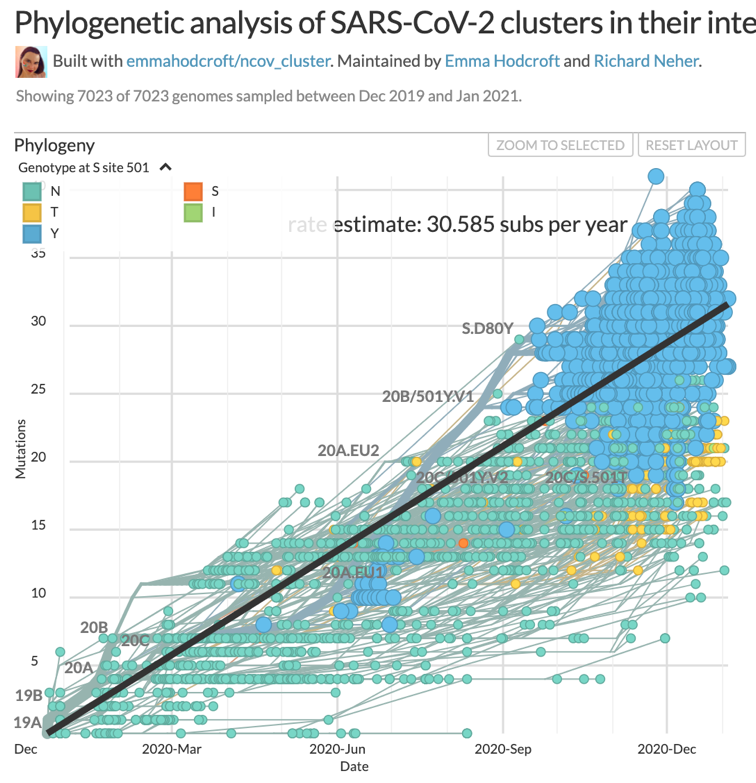 Phylogenetic analysis of SARS-CoV-2 clusters in their inte
Built with emmahodcroft/ncov_cluster. Maintained by Emma Hodcroft and Richard Neher.
Showing 7023 of 7023 genomes sampled between Dec 2019 and Jan 2021.
Phylogeny
ZOOM TO SELECTED
RESET LAYOUT
Genotype at S site 501
N
S
T
I
Y
rate estimate: 30.585 subs per year
35
30
25
20
15
10
5
Mutations
S.D80Y
20B/501Y.V1
20A.EU2
20C/501Y.V2
20C/S.501T
20A.EU1
20B
20C
20A
19B
19A
Dec
2020-Mar
2020-Jun
2020-Sep
2020-Dec
Date